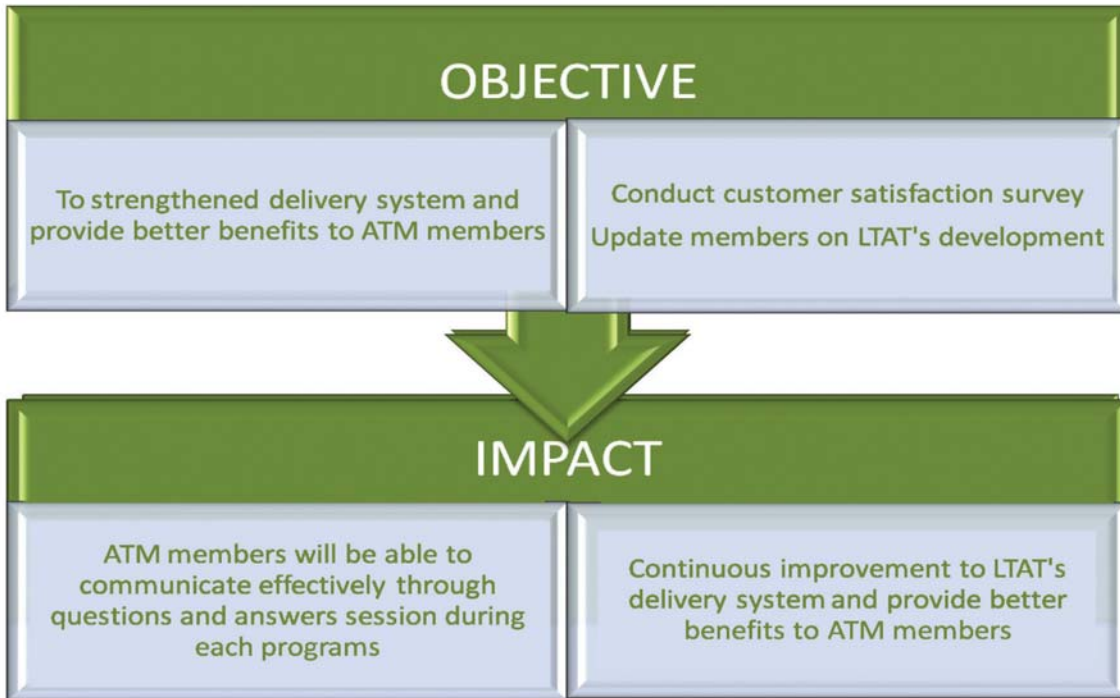 OBJECTIVE
To strengthened delivery system and
provide better benefits to ATM members
Conduct customer satisfaction survey
Update members on LTAT's development
IMPACT
ATM members will be able to
communicate effectively through
questions and answers session during
each programs
Continuous improvement to LTAT's
delivery system and provide better
benefits to ATM members